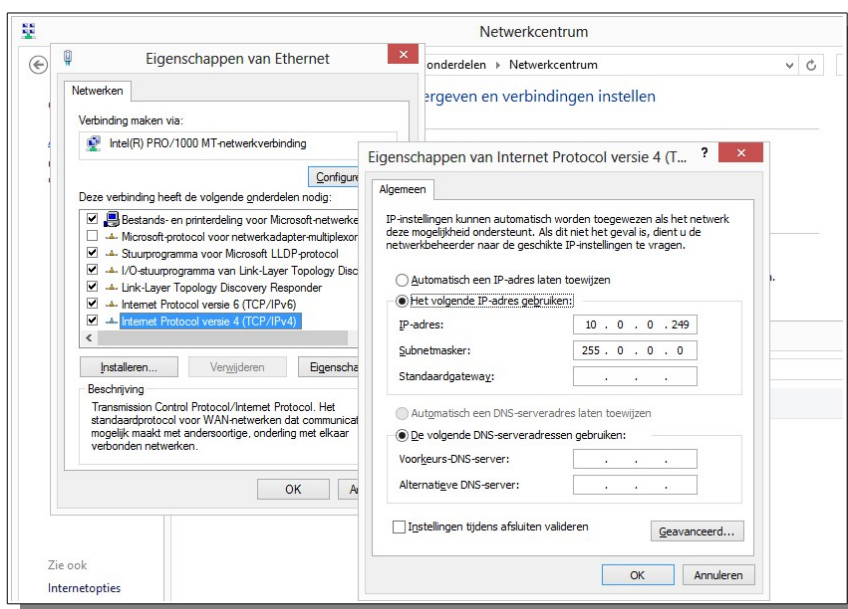 Netwerkcentrum
onderdelen ▸ Netwerkcentrum
ergeven en verbindingen instellen
Eigenschappen van Ethernet
Netwerken
Verbinding maken via:
Intel(R) PRO/1000 MT-netwerkverbinding
Configure
Deze verbinding heeft de volgende onderdelen nodig:
Bestands- en printerdeling voor Microsoft-netwerke
Microsoft-protocol voor netwerkadapter-multiplexor
Stuurprogramma voor Microsoft LLDP-protocol
I/O-stuurprogramma van Link-Layer Topology Disc
Link-Layer Topology Discovery Responder
Internet Protocol versie 6 (TCP/IPv6)
Internet Protocol versie 4 (TCP/IPv4)
Installeren...
Verwijderen
Eigenscha
Beschrijving
Transmission Control Protocol/Internet Protocol. Het
standaardprotocol voor WAN-netwerken dat communicat
mogelijk maakt met andersoortige, onderling met elkaar
verbonden netwerken.
OK
Eigenschappen van Internet Protocol versie 4 (T... ?
Algemeen
IP-instellingen kunnen automatisch worden toegewezen als het netwerk
deze mogelijkheid ondersteunt. Als dit niet het geval is, dient u de
netwerkbeheerder naar de geschikte IP-instellingen te vragen.
Automatisch een IP-adres laten toewijzen
Het volgende IP-adres gebruiken:
IP-adres: 10 . 0 . 0 . 249
Subnetmasker: 255 . 0 . 0 . 0
Standaardgateway: . . .
Automatisch een DNS-serveradres laten toewijzen
De volgende DNS-serveradressen gebruiken:
Voorkeurs-DNS-server: . . .
Alternatieve DNS-server: . . .
Instellingen tijdens afsluiten valideren
Geavanceerd...
OK
Annuleren
Zie ook
Internetopties